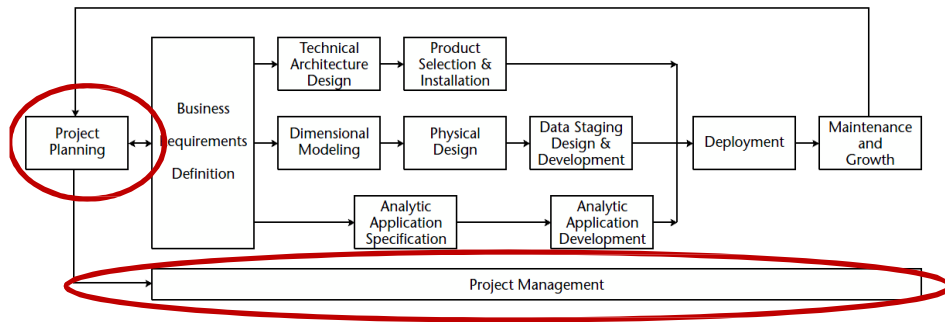 Technical
Architecture
Design
Product
Selection &
Installation
Business
Requirements
Definition
Project
Planning
Dimensional
Modeling
Physical
Design
Data Staging
Design &
Development
Deployment
Maintenance
and
Growth
Analytic
Application
Specification
Analytic
Application
Development
Project Management